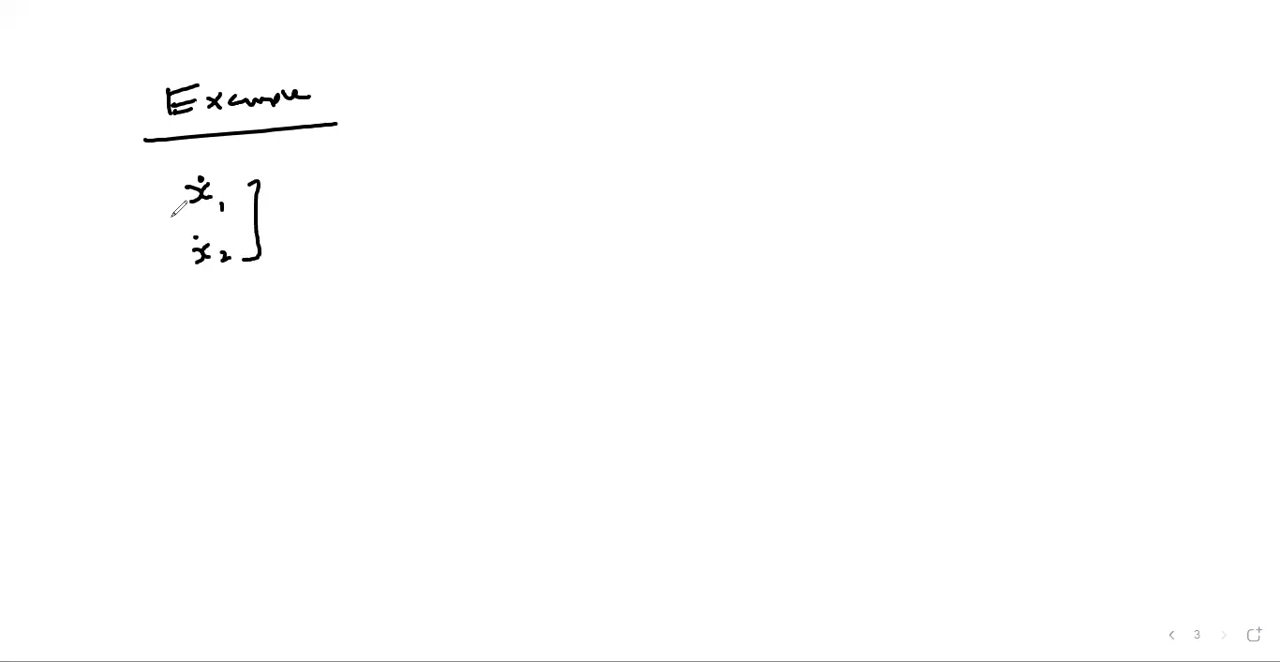 Example
ẋ₁ ]
ẋ₂
3